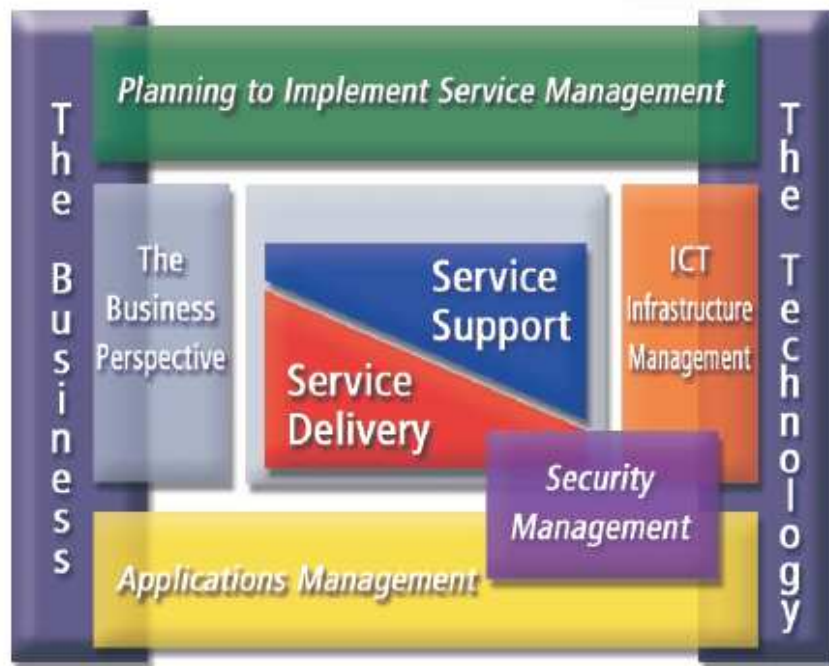 The Business
Planning to Implement Service Management
The Technology
The
Business
Perspective
Service
Support
Service
Delivery
ICT
Infrastructure
Management
Security
Management
Applications Management